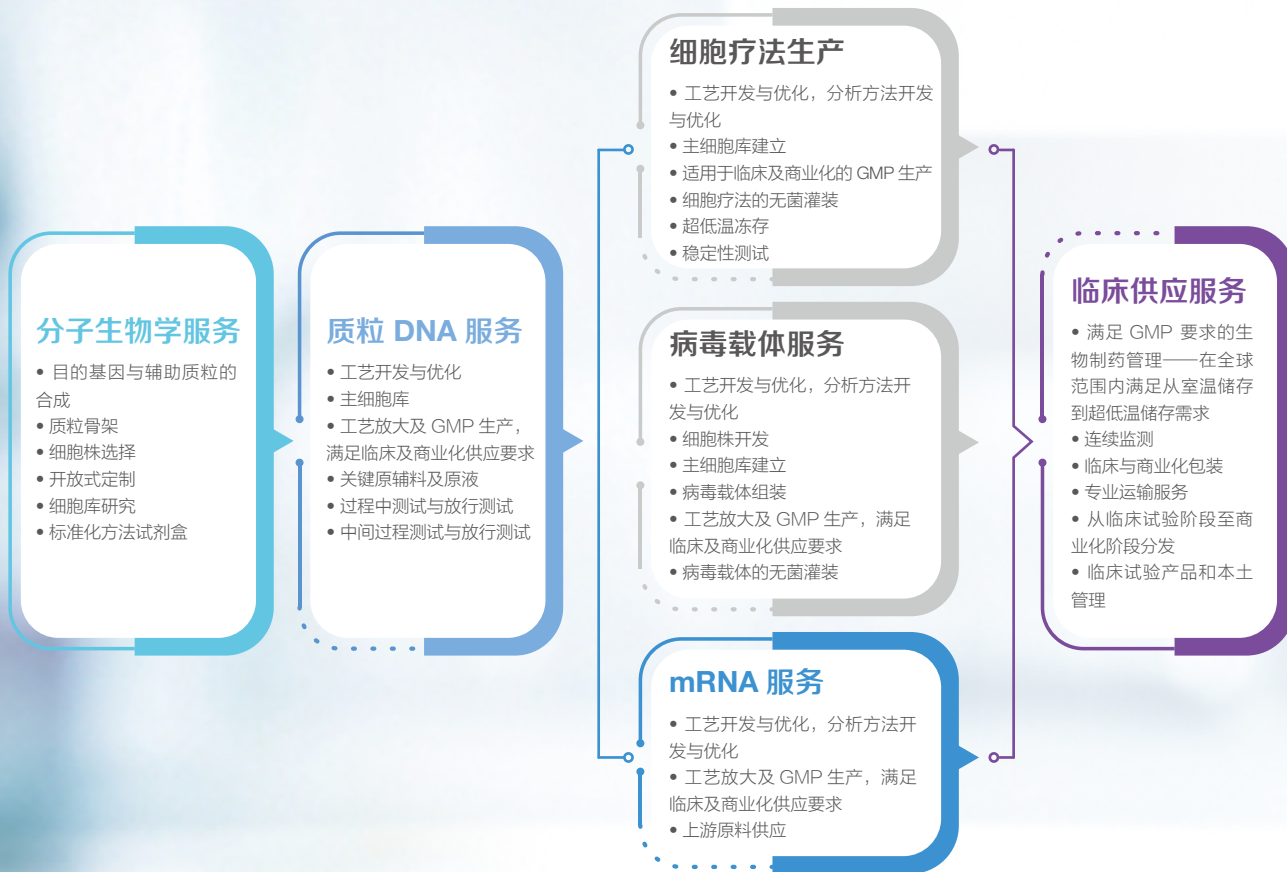 分子生物学服务
• 目的基因与辅助质粒的
合成
• 质粒骨架
• 细胞株选择
• 开放式定制
• 细胞库研究
• 标准化方法试剂盒
质粒 DNA 服务
• 工艺开发与优化
• 主细胞库
• 工艺放大及 GMP 生产，
满足临床及商业化供应要求
• 关键原辅料及原液
• 过程中测试与放行测试
• 中间过程测试与放行测试
细胞疗法生产
• 工艺开发与优化，分析方法开发
与优化
• 主细胞库建立
• 适用于临床及商业化的 GMP 生产
• 细胞疗法的无菌灌装
• 超低温冻存
• 稳定性测试
病毒载体服务
• 工艺开发与优化，分析方法开
发与优化
• 细胞株开发
• 主细胞库建立
• 病毒载体组装
• 工艺放大及 GMP 生产，满足
临床及商业化供应要求
• 病毒载体的无菌灌装
mRNA 服务
• 工艺开发与优化，分析方法开
发与优化
• 工艺放大及 GMP 生产，满足
临床及商业化供应要求
• 上游原料供应
临床供应服务
• 满足 GMP 要求的生
物制药管理——在全球
范围内满足从室温储存
到超低温储存需求
• 连续监测
• 临床与商业化包装
• 专业运输服务
• 从临床试验阶段至商
业化阶段分发
• 临床试验产品和本土
管理